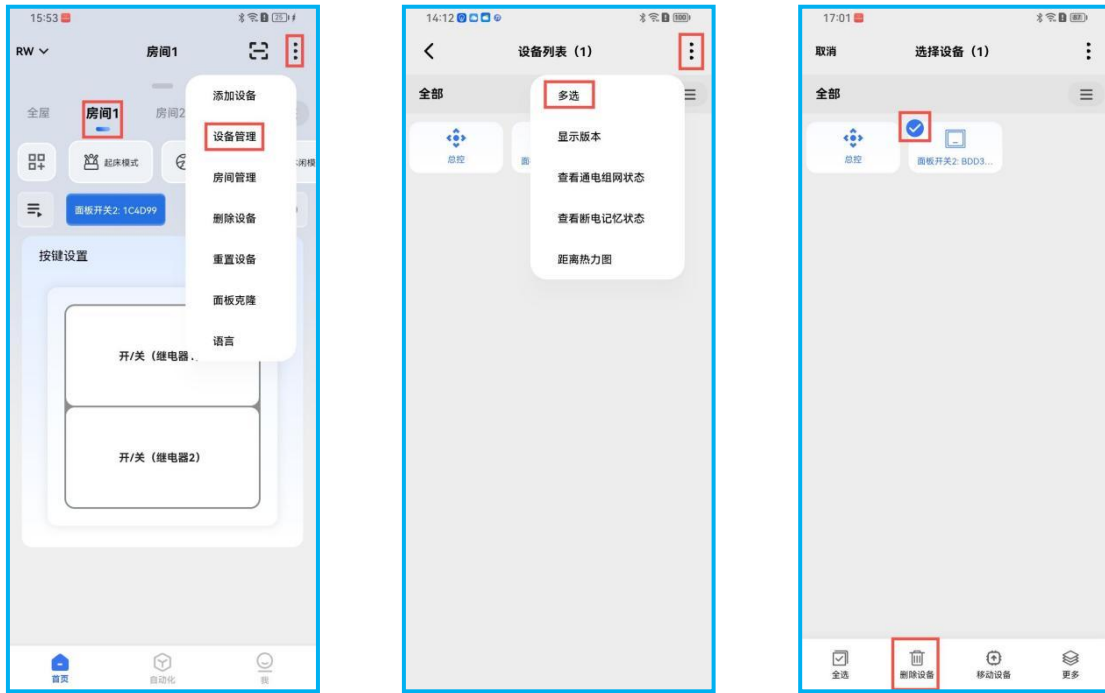 15:53
25
RW
房间1
全屋
房间1
房间2
添加设备
设备管理
房间管理
删除设备
重置设备
面板克隆
语言
起床模式
闲模
面板开关2: 1C4D99
按键设置
开/关（继电器1
开/关（继电器2）
首页
自动化
我
14:12
100
设备列表（1）
全部
多选
显示版本
查看通电组网状态
查看断电记忆状态
距离热力图
总控
面
17:01
取消
选择设备（1）
全部
总控
面板开关2: BDD3...
全选
删除设备
移动设备
更多